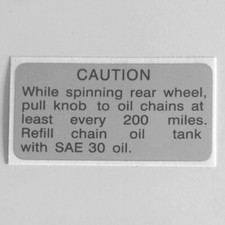 CAUTION
While spinning rear wheel,
pull knob to oil chains at
least every 200 miles.
Refill chain oil tank
with SAE 30 oil.